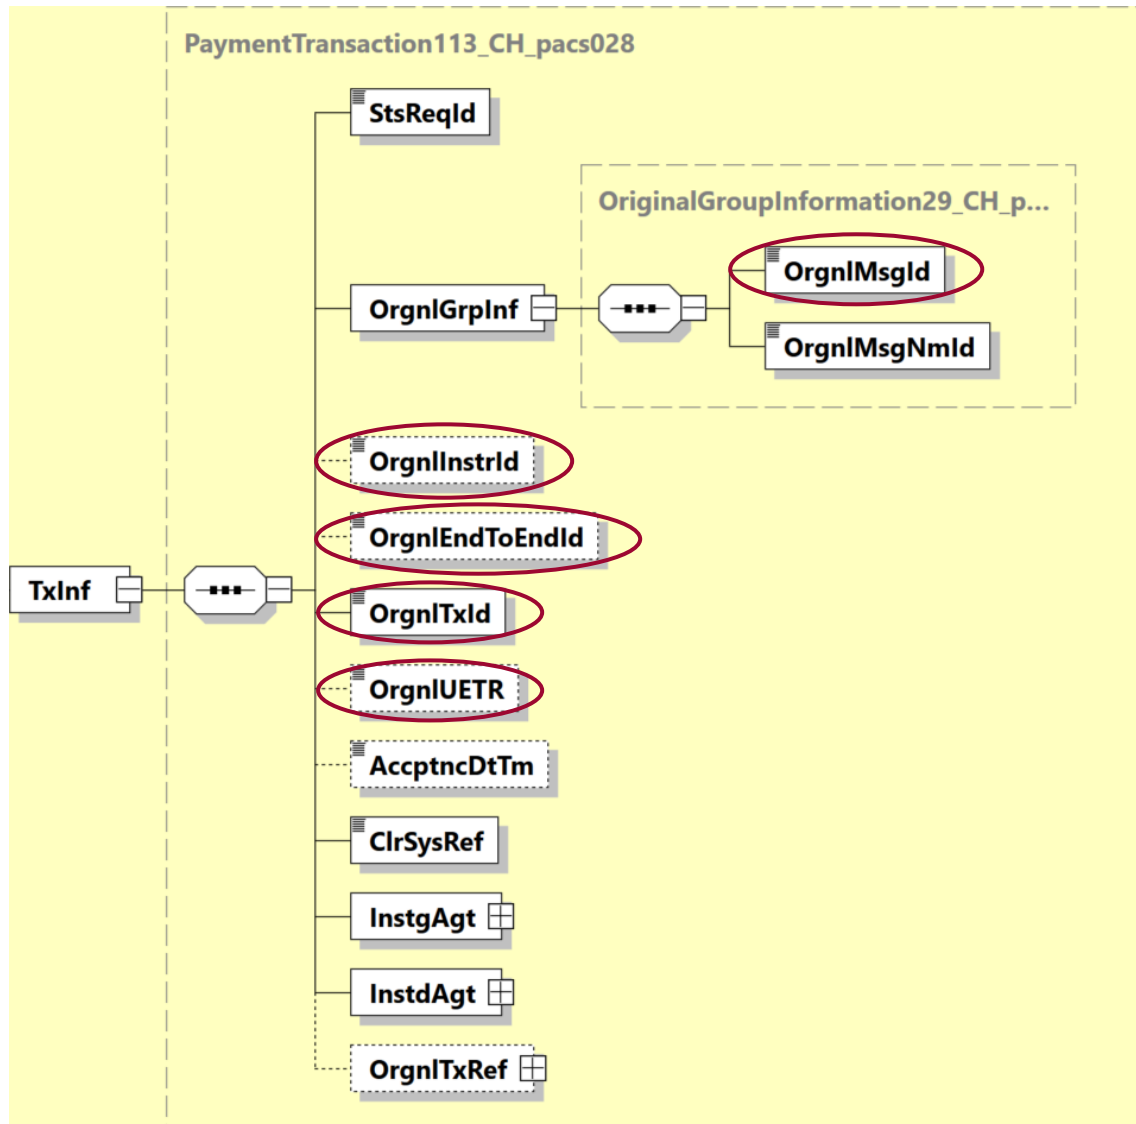 PaymentTransaction113_CH_pacs028
StsReqId
OriginalGroupInformation29_CH_p...
OrgnlMsgId
OrgnlGrpInf
OrgnlMsgNmId
OrgnlInstrId
OrgnlEndToEndId
TxInf
OrgnlTxId
OrgnlUETR
AccptncDtTm
ClrSysRef
InstgAgt
InstdAgt
OrgnlTxRef